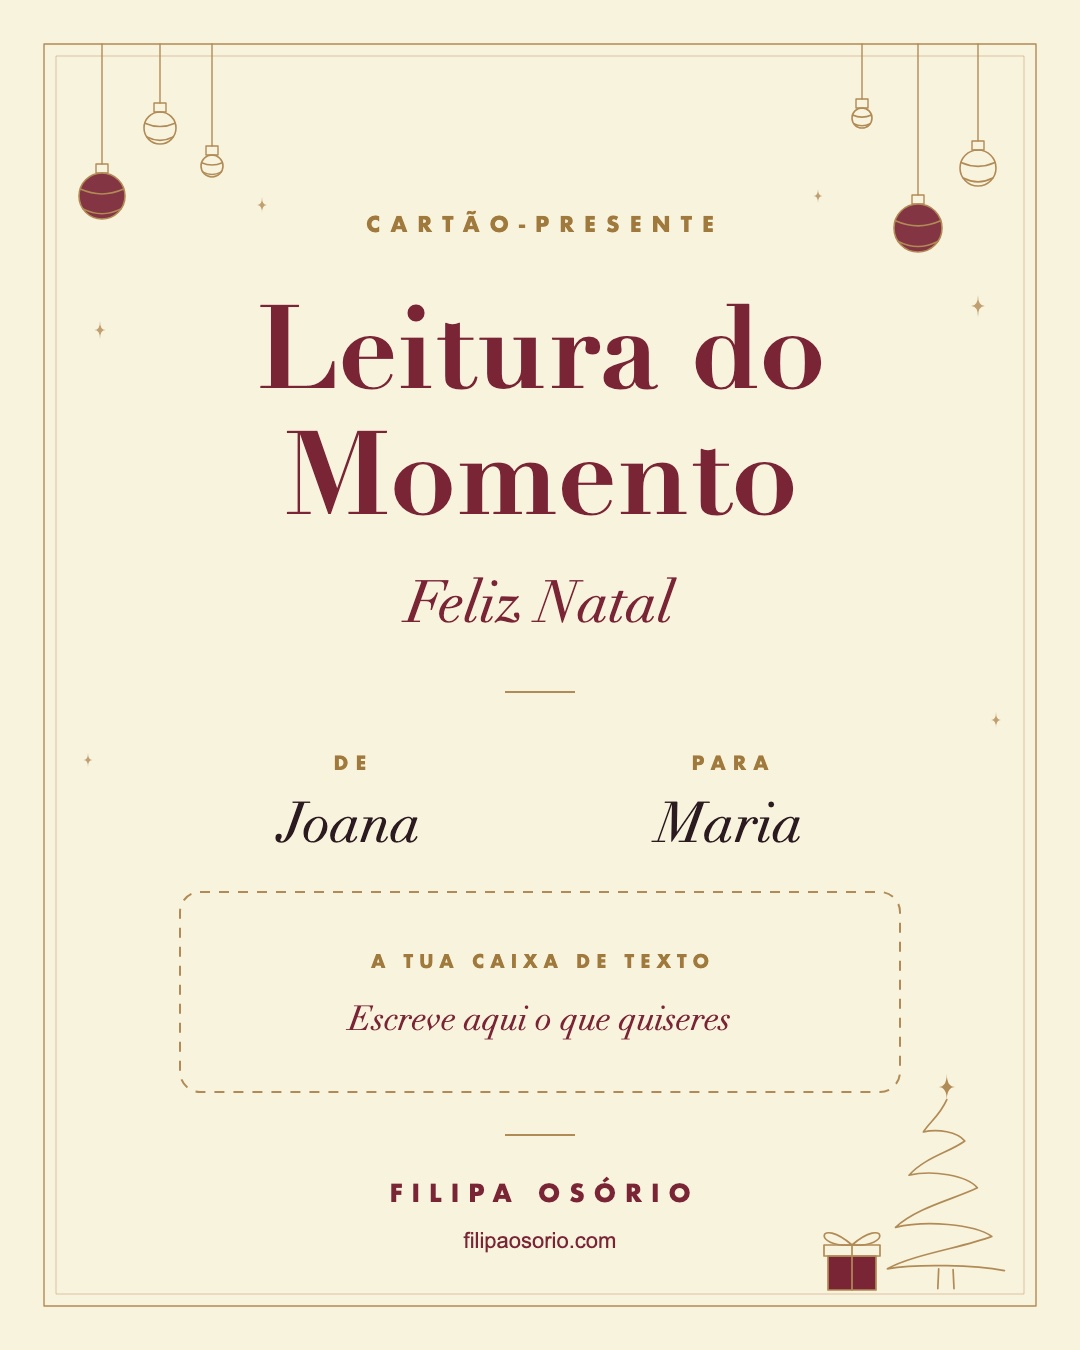 CARTÃO-PRESENTE
Leitura do
Momento
Feliz Natal
DE
Joana
PARA
Maria
A TUA CAIXA DE TEXTO
Escreve aqui o que quiseres
FILIPA OSÓRIO
filipaosorio.com